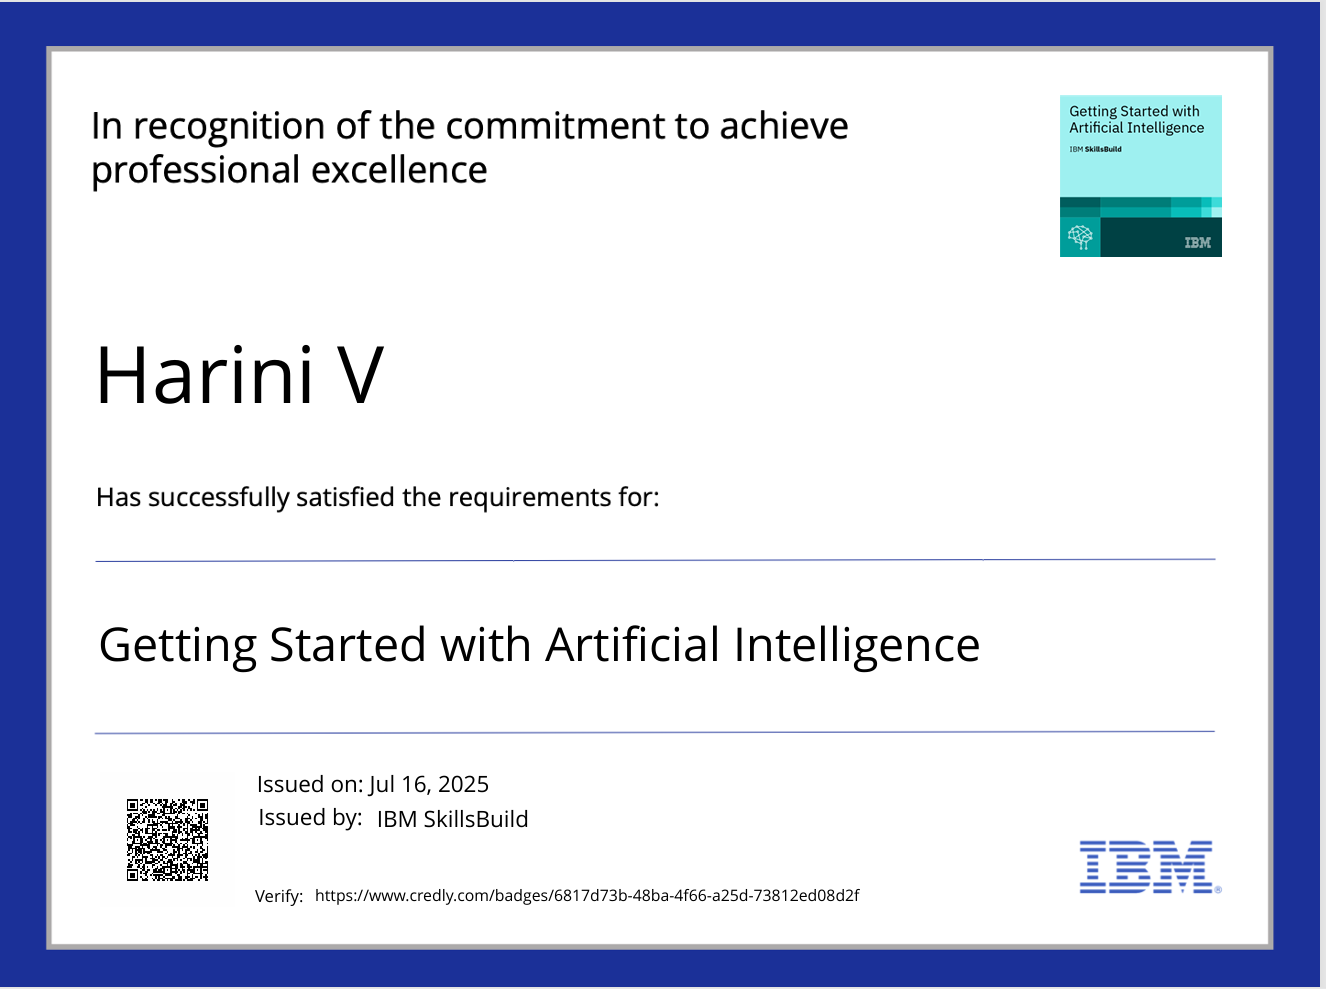 In recognition of the commitment to achieve
professional excellence
Getting Started with
Artificial Intelligence
IBM SkillsBuild
IBM
Harini V
Has successfully satisfied the requirements for:
Getting Started with Artificial Intelligence
Issued on: Jul 16, 2025
Issued by: IBM SkillsBuild
Verify: https://www.credly.com/badges/6817d73b-48ba-4f66-a25d-73812ed08d2f
IBM®